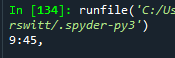 In [134]: runfile('C:/Us
rswitt/.spyder-py3')
9:45,